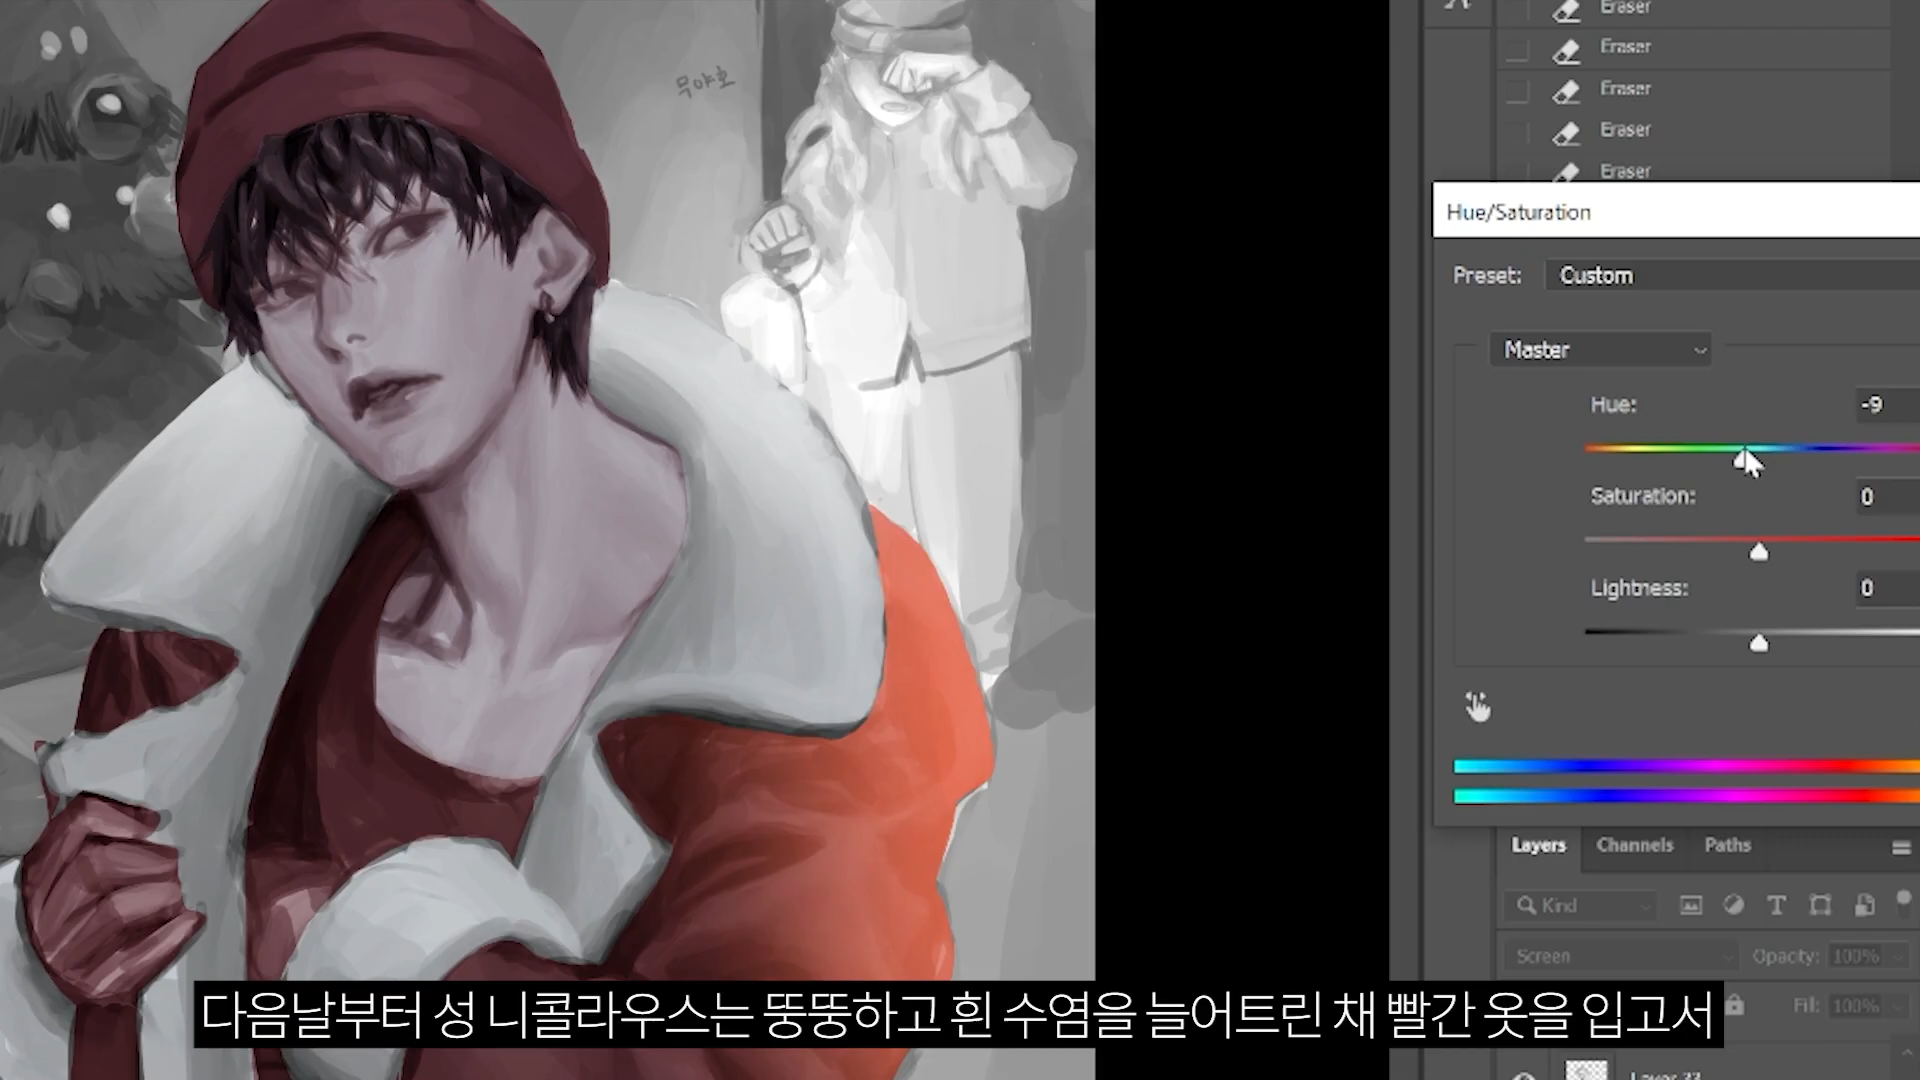 Eraser
Eraser
Eraser
Eraser
Eraser
무야호
Hue/Saturation
Preset: Custom
Master
Hue: -9
Saturation: 0
Lightness: 0
Layers Channels Paths
Kind
Screen Opacity: 100%
Fill: 100%
다음날부터 성 니콜라우스는 뚱뚱하고 흰 수염을 늘어트린 채 빨간 옷을 입고서